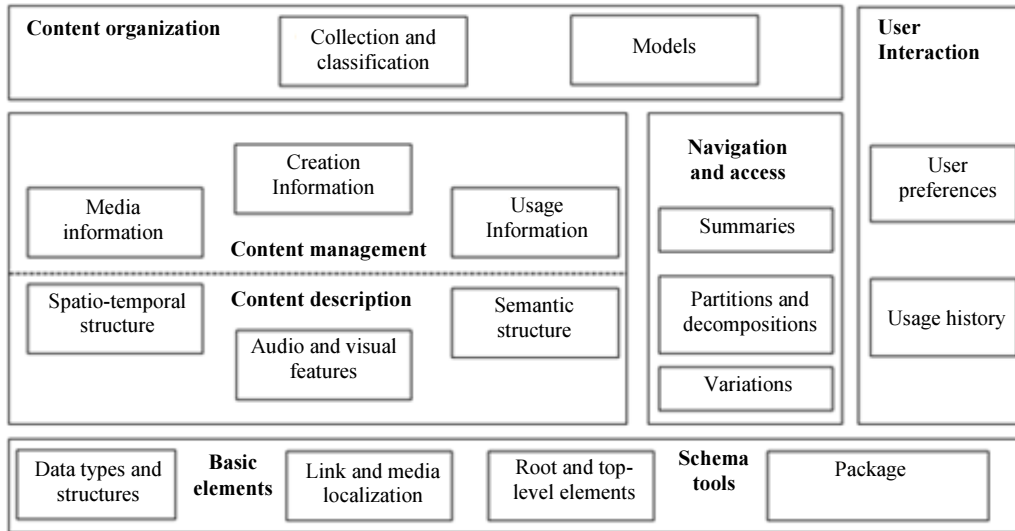 Content organization
Collection and
classification
Models
User
Interaction
User
preferences
Usage history
Creation
Information
Media
information
Usage
Information
Content management
Content description
Spatio-temporal
structure
Audio and visual
features
Semantic
structure
Navigation
and access
Summaries
Partitions and
decompositions
Variations
Data types and
structures
Basic
elements
Link and media
localization
Root and top-
level elements
Schema
tools
Package